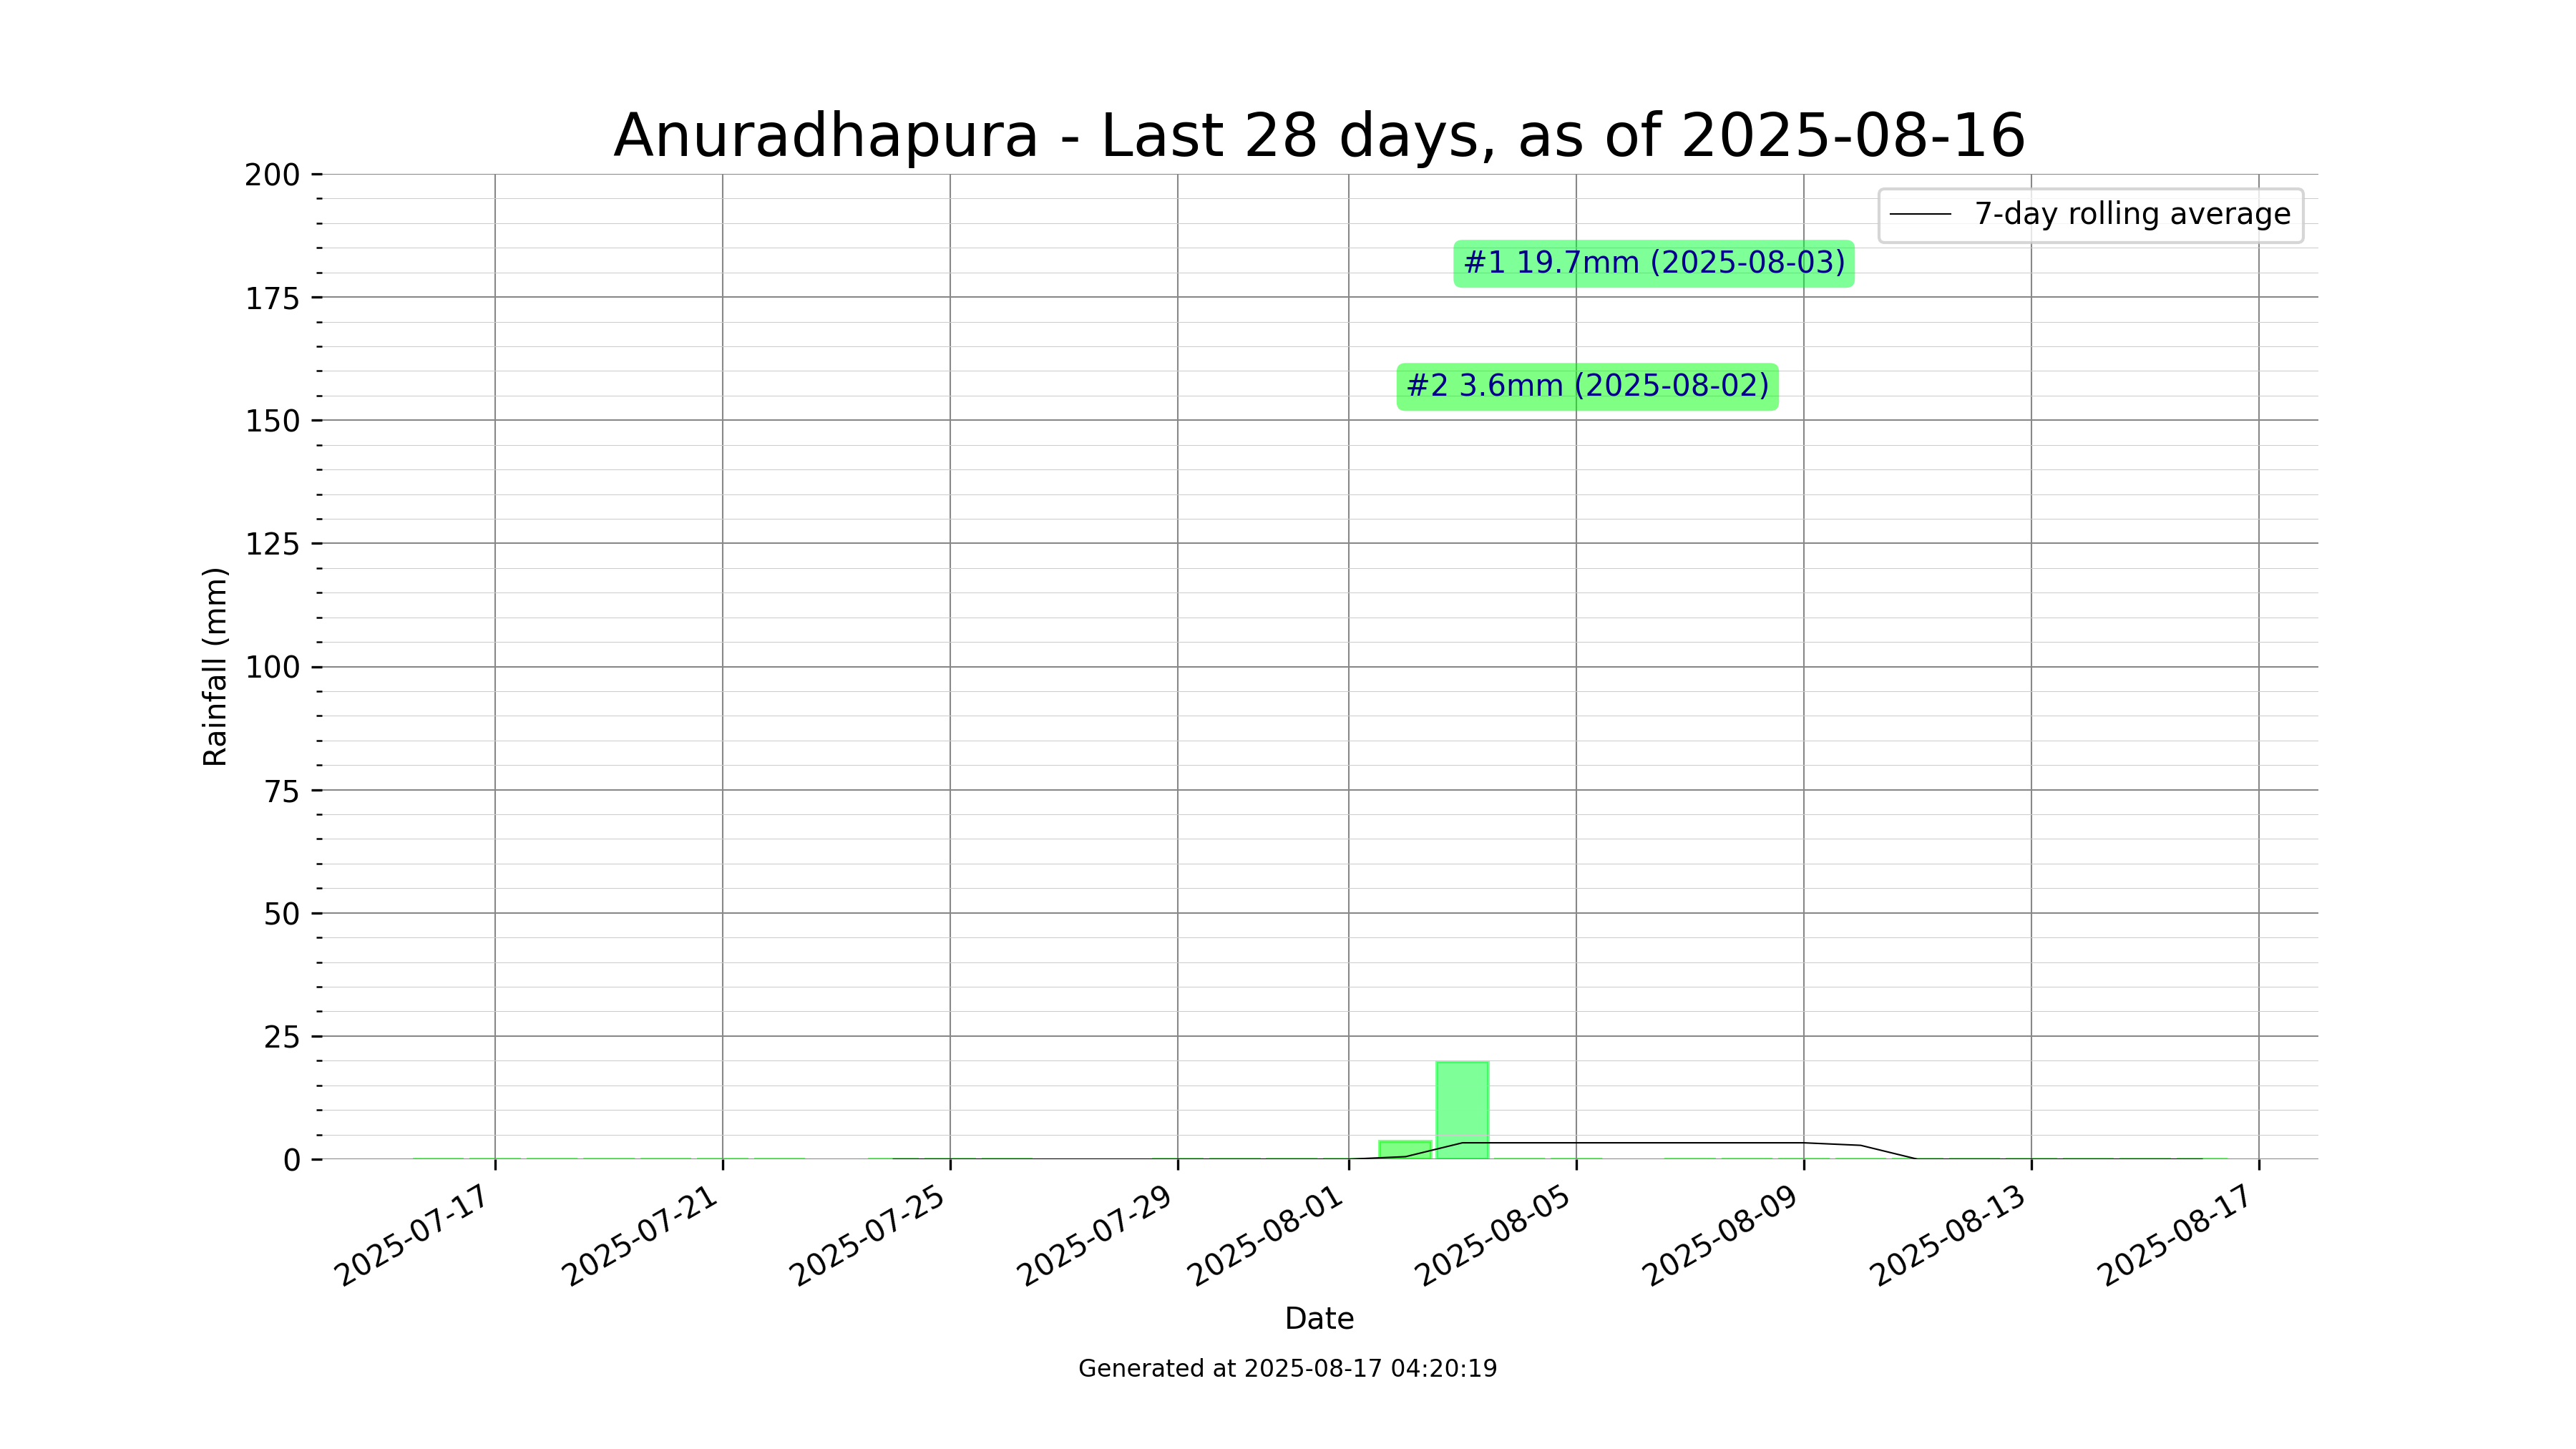 Anuradhapura - Last 28 days, as of 2025-08-16
7-day rolling average
#1 19.7mm (2025-08-03)
#2 3.6mm (2025-08-02)
Rainfall (mm)
200
175
150
125
100
75
50
25
0
2025-07-17
2025-07-21
2025-07-25
2025-07-29
2025-08-01
2025-08-05
2025-08-09
2025-08-13
2025-08-17
Date
Generated at 2025-08-17 04:20:19